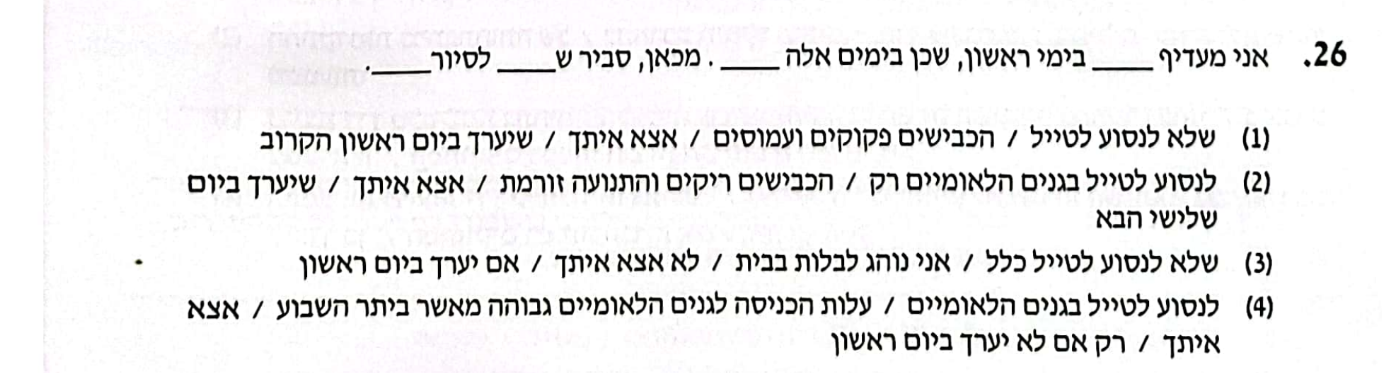 26. אני מעדיף ____ בימי ראשון, שכן בימים אלה ____ . מכאן, סביר ש____ לסיור____.
(1) שלא לנסוע לטייל / הכבישים פקוקים ועמוסים / אצא איתך / שיערך ביום ראשון הקרוב
(2) לנסוע לטייל בגנים הלאומיים רק / הכבישים ריקים והתנועה זורמת / אצא איתך / שיערך ביום
שלישי הבא
(3) שלא לנסוע לטייל כלל / אני נוהג לבלות בבית / לא אצא איתך / אם יערך ביום ראשון
(4) לנסוע לטייל בגנים הלאומיים / עלות הכניסה לגנים הלאומיים גבוהה מאשר ביתר השבוע / אצא
איתך / רק אם לא יערך ביום ראשון